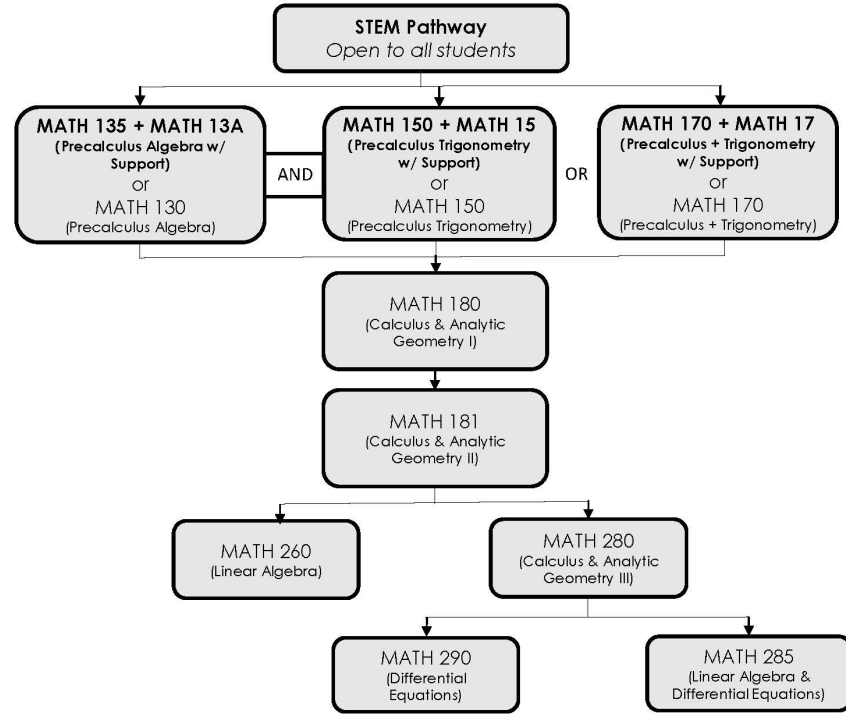 STEM Pathway
Open to all students
MATH 135 + MATH 13A
(Precalculus Algebra w/
Support)
or
MATH 130
(Precalculus Algebra)
AND
MATH 150 + MATH 15
(Precalculus Trigonometry
w/ Support)
or
MATH 150
(Precalculus Trigonometry)
OR
MATH 170 + MATH 17
(Precalculus + Trigonometry
w/ Support)
or
MATH 170
(Precalculus + Trigonometry)
MATH 180
(Calculus & Analytic
Geometry I)
MATH 181
(Calculus & Analytic
Geometry II)
MATH 260
(Linear Algebra)
MATH 280
(Calculus & Analytic
Geometry III)
MATH 290
(Differential
Equations)
MATH 285
(Linear Algebra &
Differential Equations)